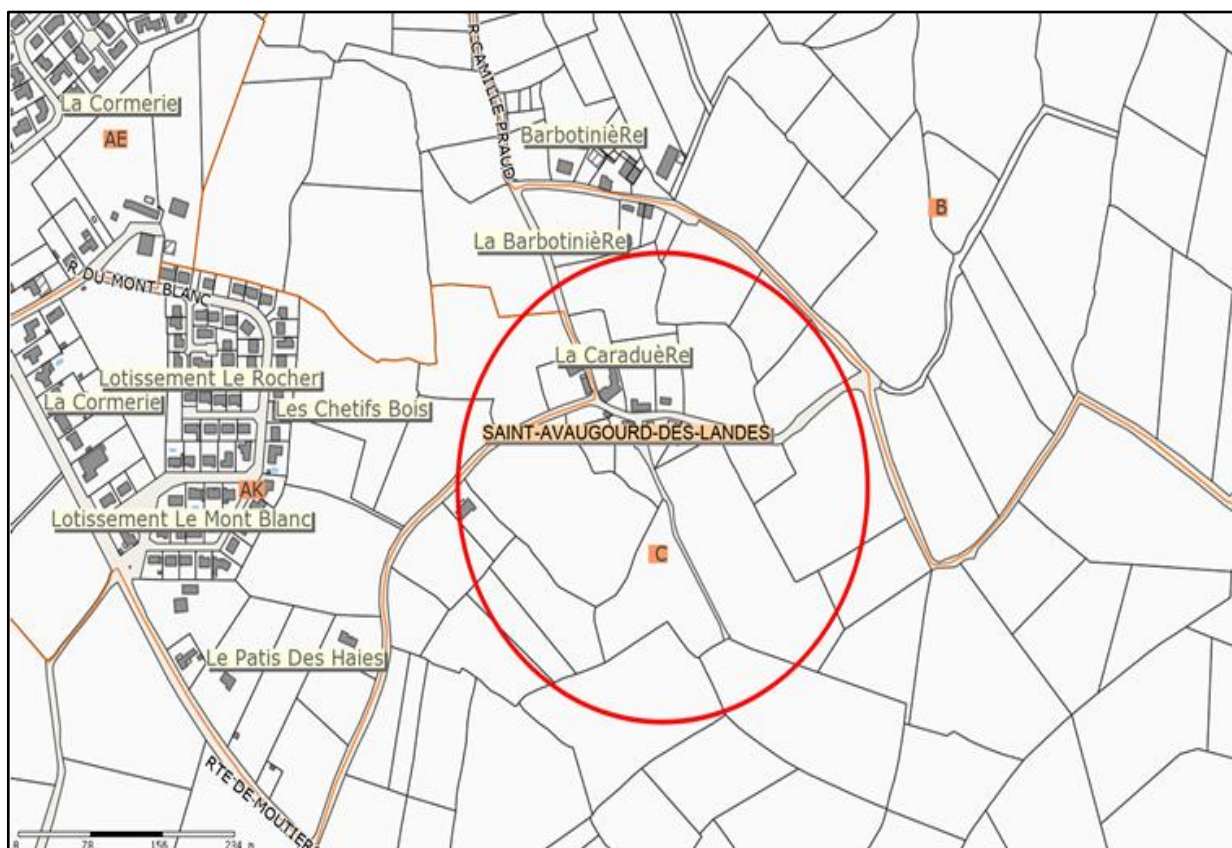 R CAMILLE PRAUD
La Cormerie
AE
BarbotinièRe
B
La BarbotinièRe
R DU MONT BLANC
La CaraduèRe
Lotissement Le Rocher
La Cormerie
Les Chetifs Bois
SAINT-AVAUGOURD-DES-LANDES
AK
Lotissement Le Mont Blanc
C
Le Patis Des Haies
RTE DE MOUTIER
0 78 156 234 m